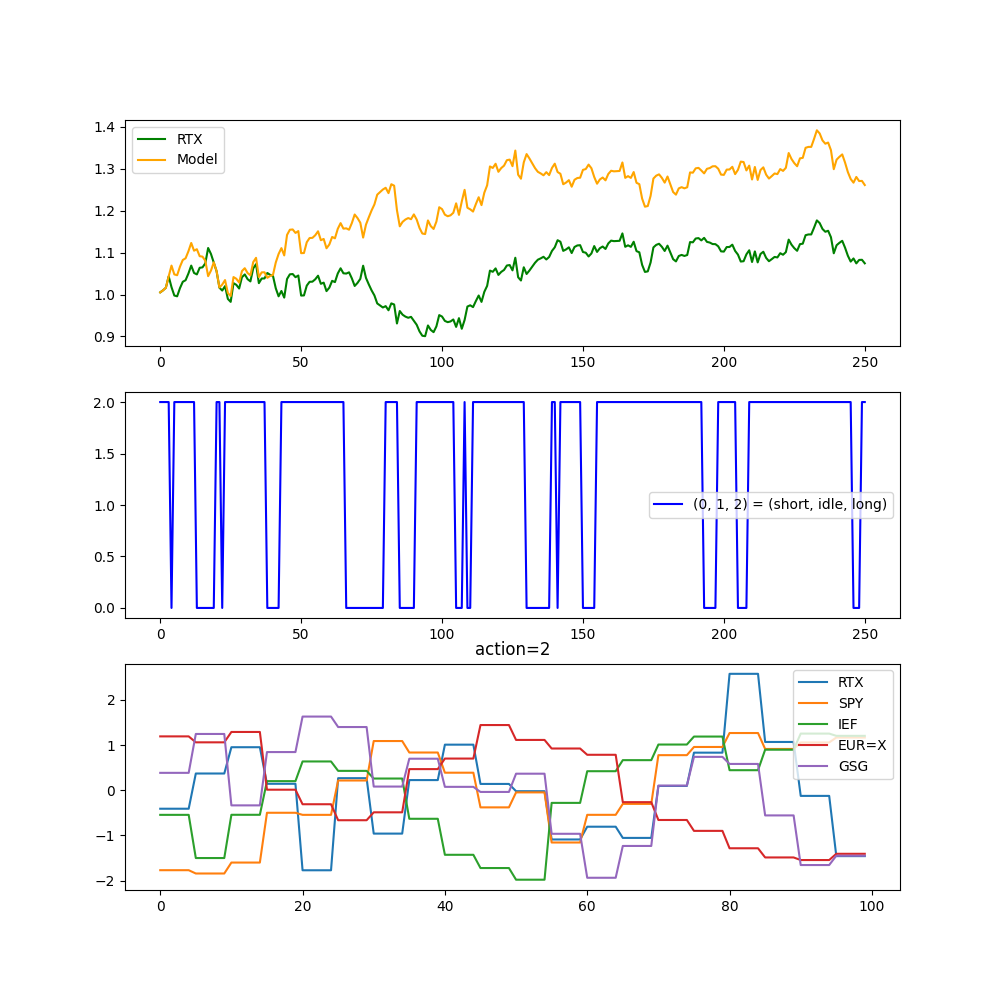 1.4
1.3
1.2
1.1
1.0
0.9
RTX
Model
0 50 100 150 200 250
2.0
1.5
1.0
0.5
0.0
(0, 1, 2) = (short, idle, long)
0 50 100 150 200 250
action=2
2
1
0
−1
−2
RTX
SPY
IEF
EUR=X
GSG
0 20 40 60 80 100